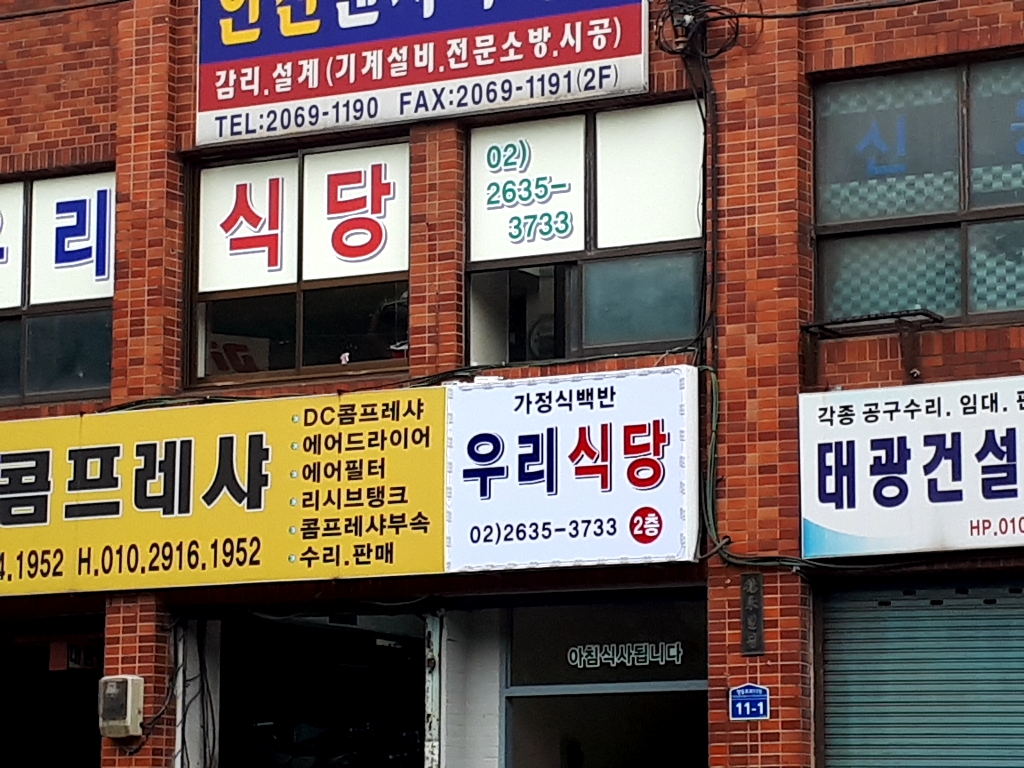 감리.설계(기계설비.전문소방.시공)
TEL:2069-1190 FAX:2069-1191(2F)
우리 식당
02)
2635-
3733
콤프레샤
DC콤프레샤
에어드라이어
에어필터
리시브탱크
콤프레샤부속
수리.판매
4.1952 H.010.2916.1952
가정식백반
우리식당
02)2635-3733 2층
각종 공구수리. 임대. 판
태광건설
HP.010
아침식사됩니다
11-1
신